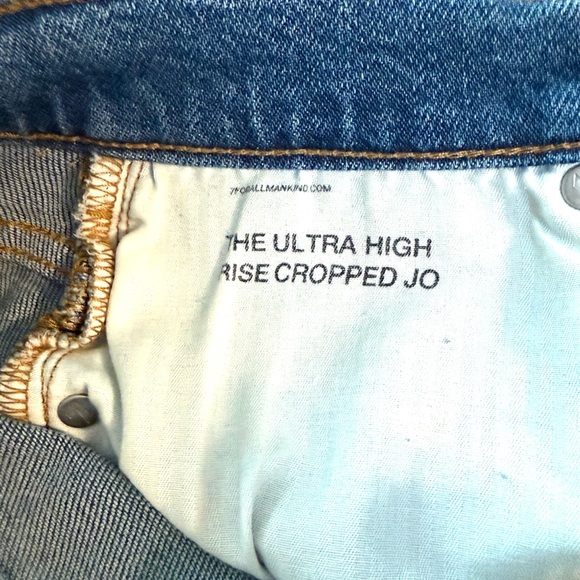 7FORALLMANKIND.COM
THE ULTRA HIGH
RISE CROPPED JO